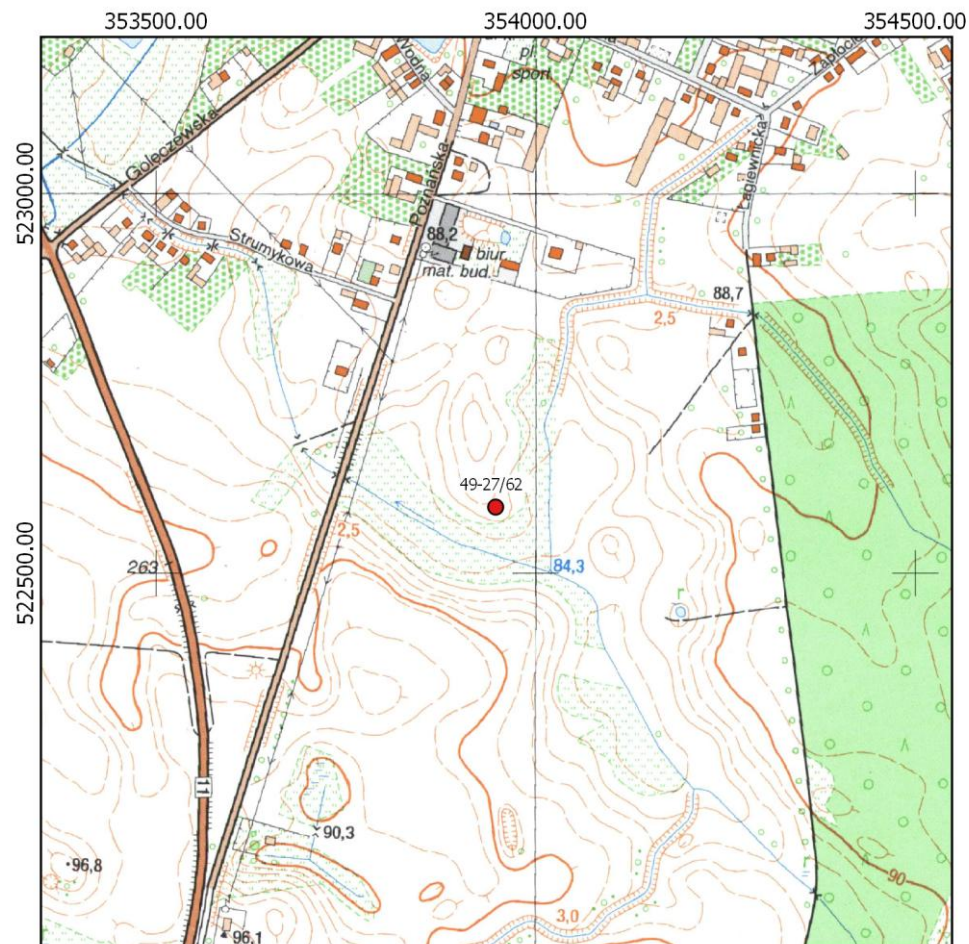 353500.00
354000.00
354500.00
523000.00
522500.00
Wodna
pl.
sport.
Zapłocie
Golęczewska
Poznańska
Łagiewnicka
Strumykowa
88,2
biur.
mat. bud.
88,7
2,5
49-27/62
2,5
263
84,3
r
11
90,3
96,8
90
3,0
96,1